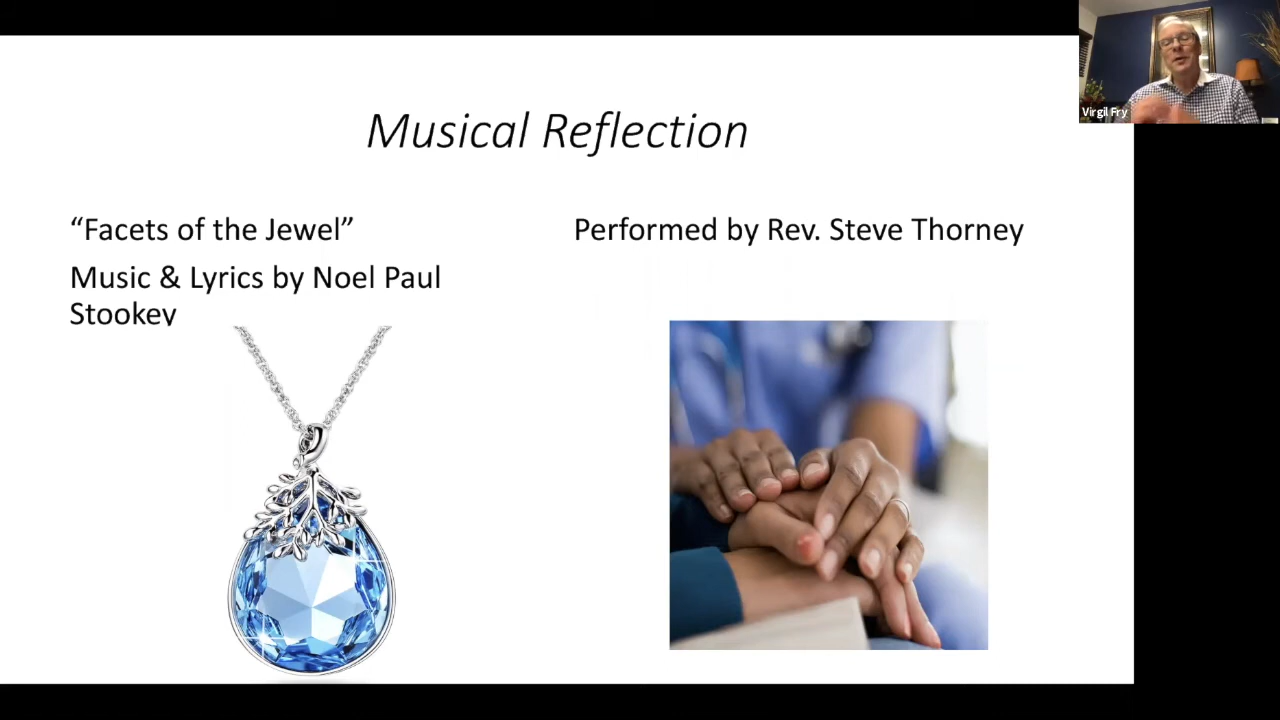 Musical Reflection
“Facets of the Jewel”
Music & Lyrics by Noel Paul
Stookey
Performed by Rev. Steve Thorney
Virgil Fry